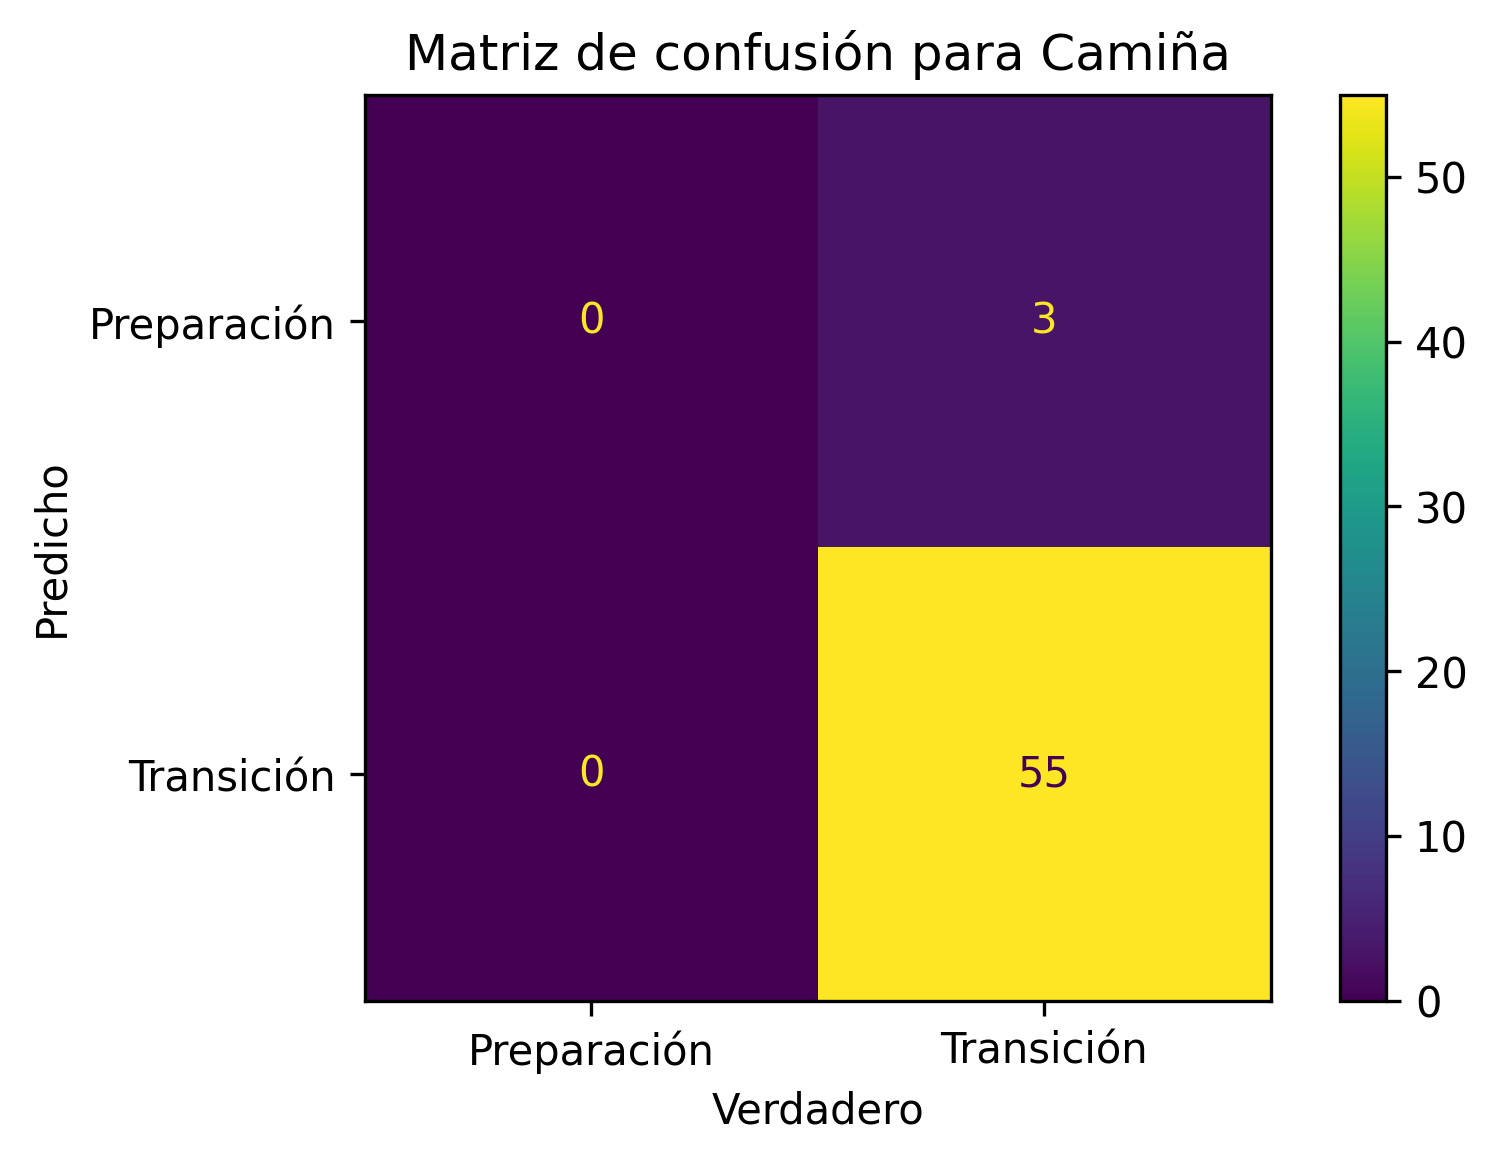 Matriz de confusión para Camiña
Predicho
Preparación
0
3
Transición
0
55
Preparación
Transición
Verdadero
50
40
30
20
10
0